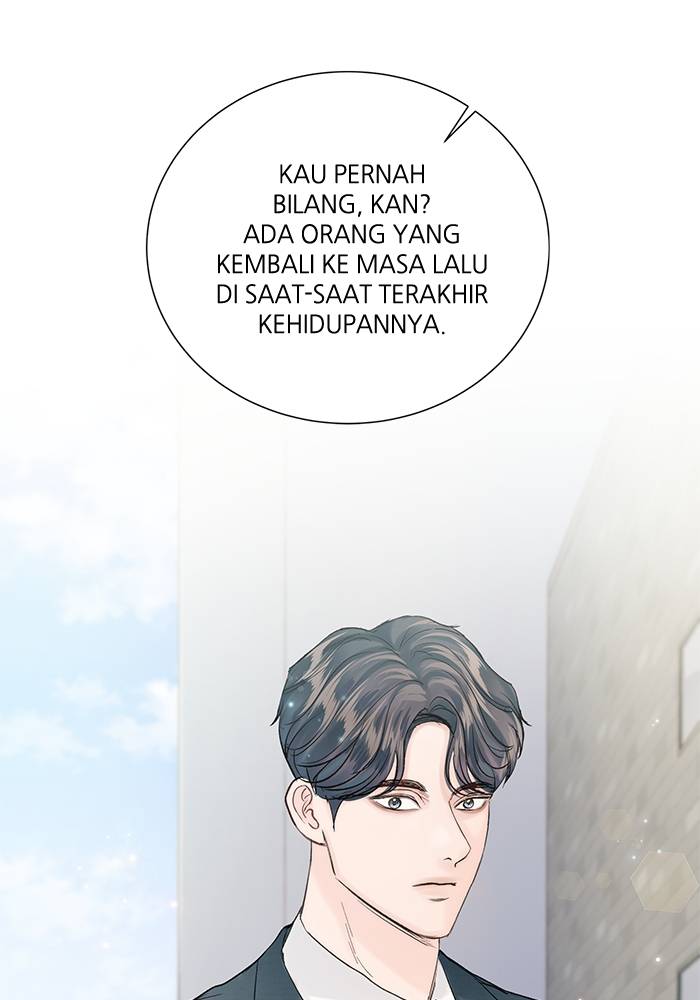 KAU PERNAH
BILANG, KAN?
ADA ORANG YANG
KEMBALI KE MASA LALU
DI SAAT-SAAT TERAKHIR
KEHIDUPANNYA.